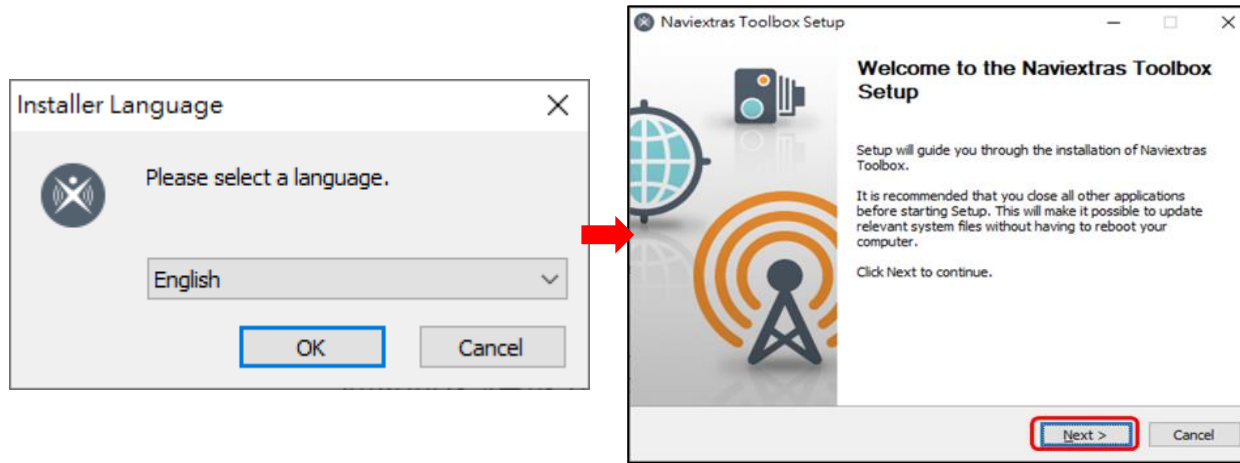 Installer Language
Please select a language.
English
OK
Cancel
Naviextras Toolbox Setup
Welcome to the Naviextras Toolbox
Setup
Setup will guide you through the installation of Naviextras
Toolbox.
It is recommended that you close all other applications
before starting Setup. This will make it possible to update
relevant system files without having to reboot your
computer.
Click Next to continue.
Next >
Cancel